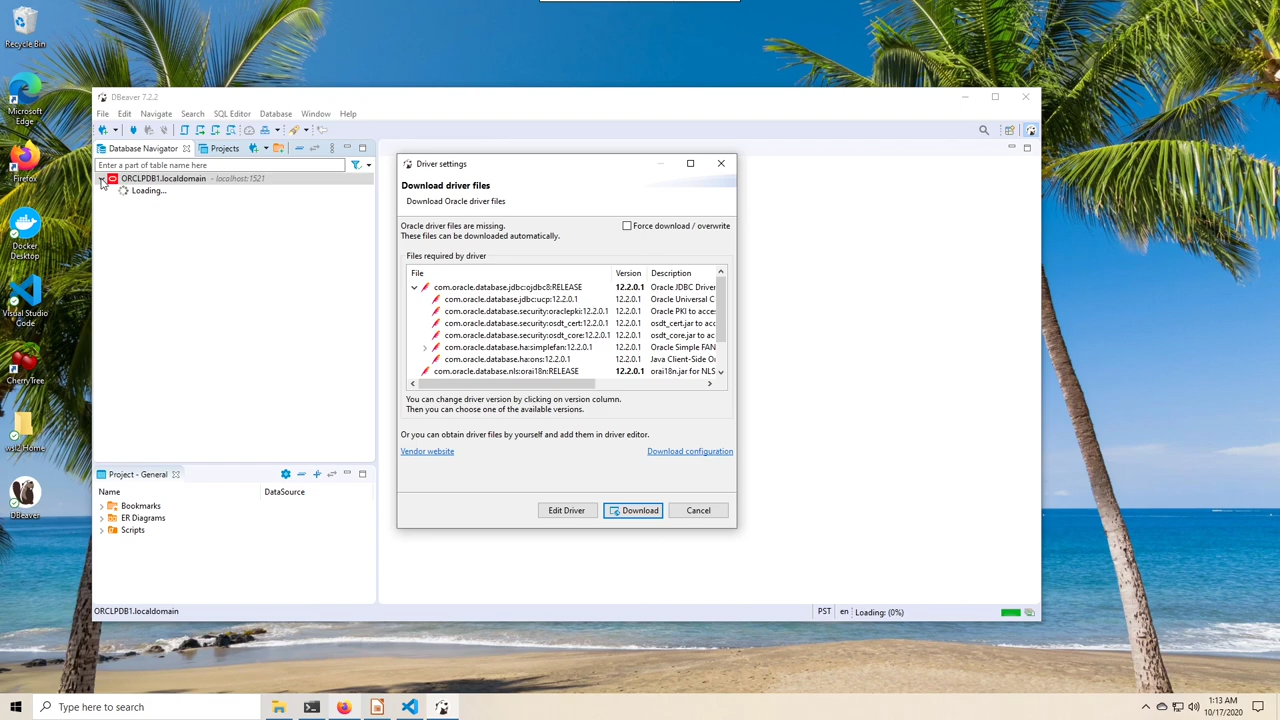 Recycle Bin
Microsoft
Edge
Firefox
Docker
Desktop
Visual Studio
Code
CherryTree
wsl2 Home
DBeaver
DBeaver 7.2.2
File Edit Navigate Search SQL Editor Database Window Help
Database Navigator Projects
Enter a part of table name here
ORCLPDB1.localdomain - localhost:1521
Loading...
Project - General
Name DataSource
Bookmarks
ER Diagrams
Scripts
Driver settings
Download driver files
Download Oracle driver files
Oracle driver files are missing.
These files can be downloaded automatically.
Force download / overwrite
Files required by driver
File Version Description
com.oracle.database.jdbc:ojdbc8:RELEASE 12.2.0.1 Oracle JDBC Driver
com.oracle.database.jdbc:ucp:12.2.0.1 12.2.0.1 Oracle Universal C
com.oracle.database.security:oraclepki:12.2.0.1 12.2.0.1 Oracle PKI to acce
com.oracle.database.security:osdt_cert:12.2.0.1 12.2.0.1 osdt_cert.jar to acc
com.oracle.database.security:osdt_core:12.2.0.1 12.2.0.1 osdt_core.jar to ac
com.oracle.database.ha:simplefan:12.2.0.1 12.2.0.1 Oracle Simple FAN
com.oracle.database.ha:ons:12.2.0.1 12.2.0.1 Java Client-Side O
com.oracle.database.nls:orai18n:RELEASE 12.2.0.1 orai18n.jar for NLS
You can change driver version by clicking on version column.
Then you can choose one of the available versions.
Or you can obtain driver files by yourself and add them in driver editor.
Vendor website Download configuration
Edit Driver Download Cancel
ORCLPDB1.localdomain PST en Loading: (0%)
Type here to search
1:13 AM
10/17/2020